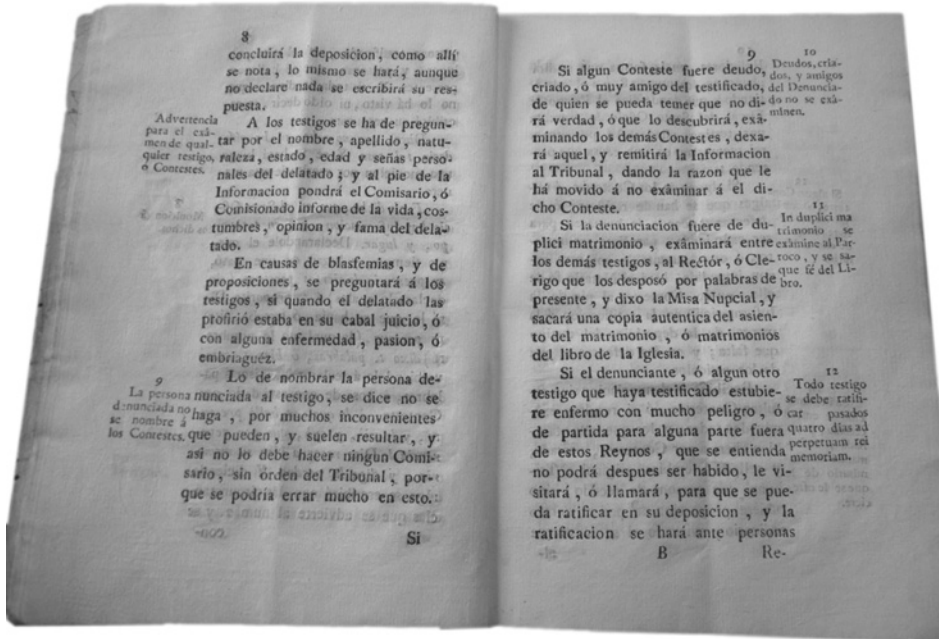 8
concluirá la deposicion, como allí
se nota, lo mismo se hará, aunque
no declare nada se escribirá su res-
puesta.
Advertencia
para el exâ-
men de qual-
quier testigo,
ó Contestes.
A los testigos se ha de pregun-
tar por el nombre, apellido, natu-
raleza, estado, edad y señas perso-
nales del delatado; y al pie de la
Informacion pondrá el Comisario, ó
Comisionado informe de la vida, cos-
tumbres, opinion, y fama del dela-
tado.
En causas de blasfemias, y de
proposiciones, se preguntará á los
testigos, si quando el delatado las
profirió estaba en su cabal juicio, ó
con alguna enfermedad, pasion, ó
embriaguéz.
9
La persona
denunciada no
se nombre á
los Contestes.
Lo de nombrar la persona de-
nunciada al testigo, se dice no se
haga, por muchos inconvenientes
que pueden, y suelen resultar, y
asi no lo debe hacer ningun Comi-
sario, sin órden del Tribunal, por-
que se podria errar mucho en esto.
Si
9
10
Deudos, cria-
dos, y amigos
del Denuncia-
do no se exâ-
minen.
Si algun Conteste fuere deudo,
criado, ó muy amigo del testificado,
de quien se pueda temer que no di-
rá verdad, ó que lo descubrirá, exâ-
minando los demás Contestes, dexa-
rá aquel, y remitirá la Informacion
al Tribunal, dando la razon que le
há movido á no exâminar á el di-
cho Conteste.
11
In duplici ma
trimonio se
exâmine al Par-
roco, y se sa-
que fé del Li-
bro.
Si la denunciacion fuere de du-
plici matrimonio, exâminará entre
los demás testigos, al Rectór, ó Cle-
rigo que los desposó por palabras de
presente, y dixo la Misa Nupcial, y
sacará una copia autentica del asien-
to del matrimonio, ó matrimonios
del libro de la Iglesia.
12
Todo testigo
se debe ratifi-
car pasados
quatro dias ad
perpetuam rei
memoriam.
Si el denunciante, ó algun otro
testigo que haya testificado estubie-
re enfermo con mucho peligro, ó
de partida para alguna parte fuera
de estos Reynos, que se entienda
no podrá despues ser habido, le vi-
sitará, ó llamará, para que se pue-
da ratificar en su deposicion, y la
ratificacion se hará ante personas
B
Re-